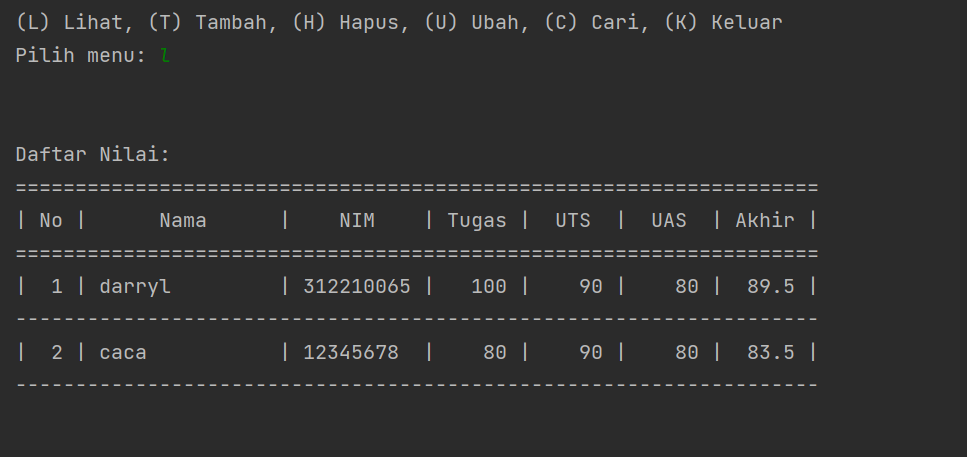 (L) Lihat, (T) Tambah, (H) Hapus, (U) Ubah, (C) Cari, (K) Keluar
Pilih menu: l
Daftar Nilai:
===================================================================
| No |      Nama      |    NIM    | Tugas |  UTS  |  UAS  | Akhir |
===================================================================
|  1 | darryl         | 312210065 |   100 |    90 |    80 |  89.5 |
-------------------------------------------------------------------
|  2 | caca           | 12345678  |    80 |    90 |    80 |  83.5 |
-------------------------------------------------------------------